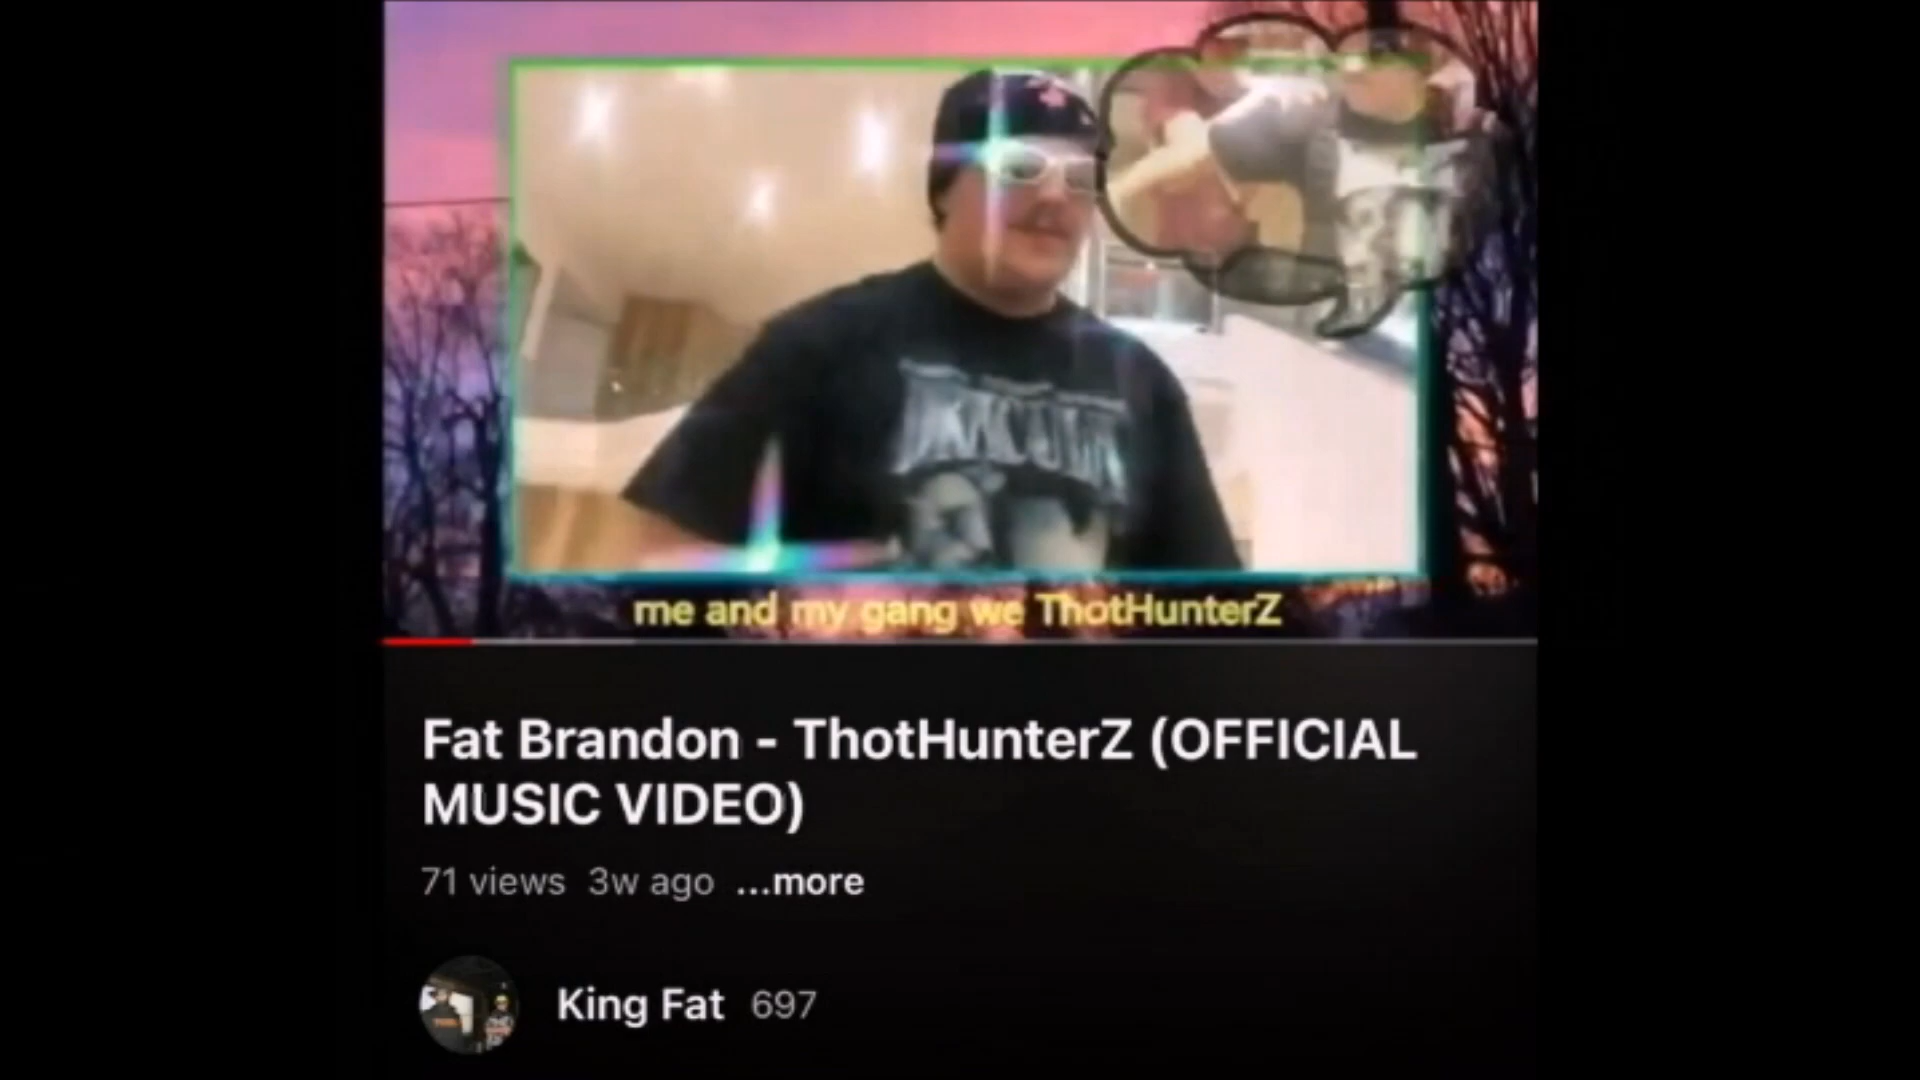 DRACULA
me and my gang we ThotHunterZ
Fat Brandon - ThotHunterZ (OFFICIAL
MUSIC VIDEO)
71 views 3w ago ...more
King Fat 697